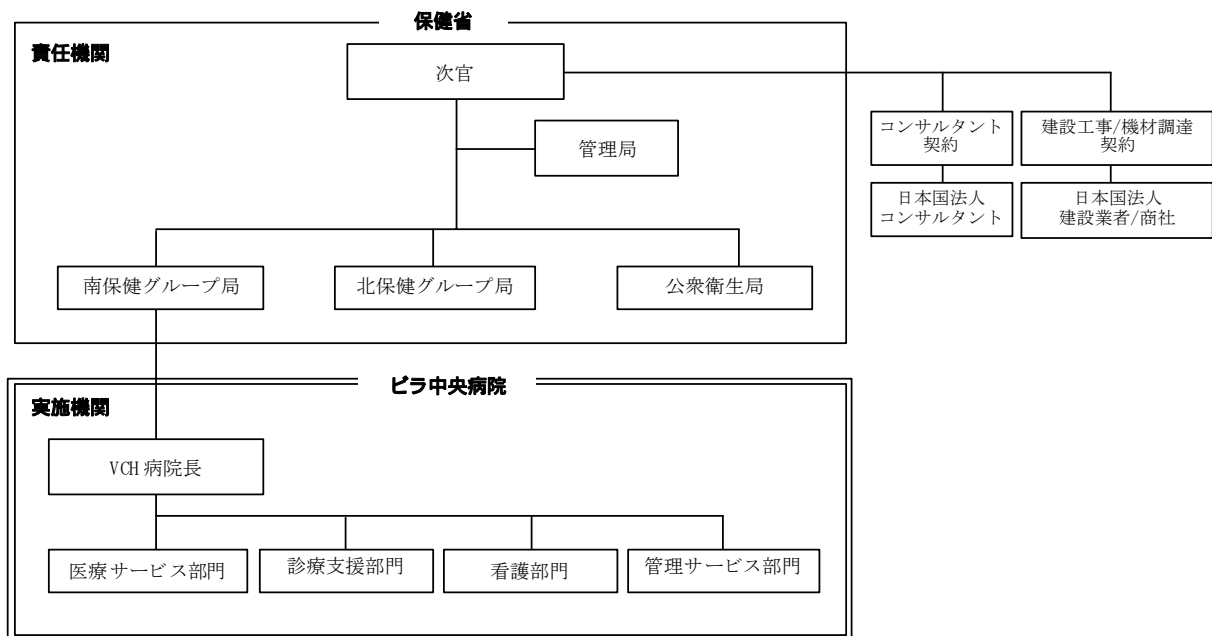 保健省
責任機関
次官
コンサルタント
契約
建設工事/機材調達
契約
管理局
日本国法人
コンサルタント
日本国法人
建設業者/商社
南保健グループ局
北保健グループ局
公衆衛生局
ビラ中央病院
実施機関
VCH 病院長
医療サービス部門
診療支援部門
看護部門
管理サービス部門